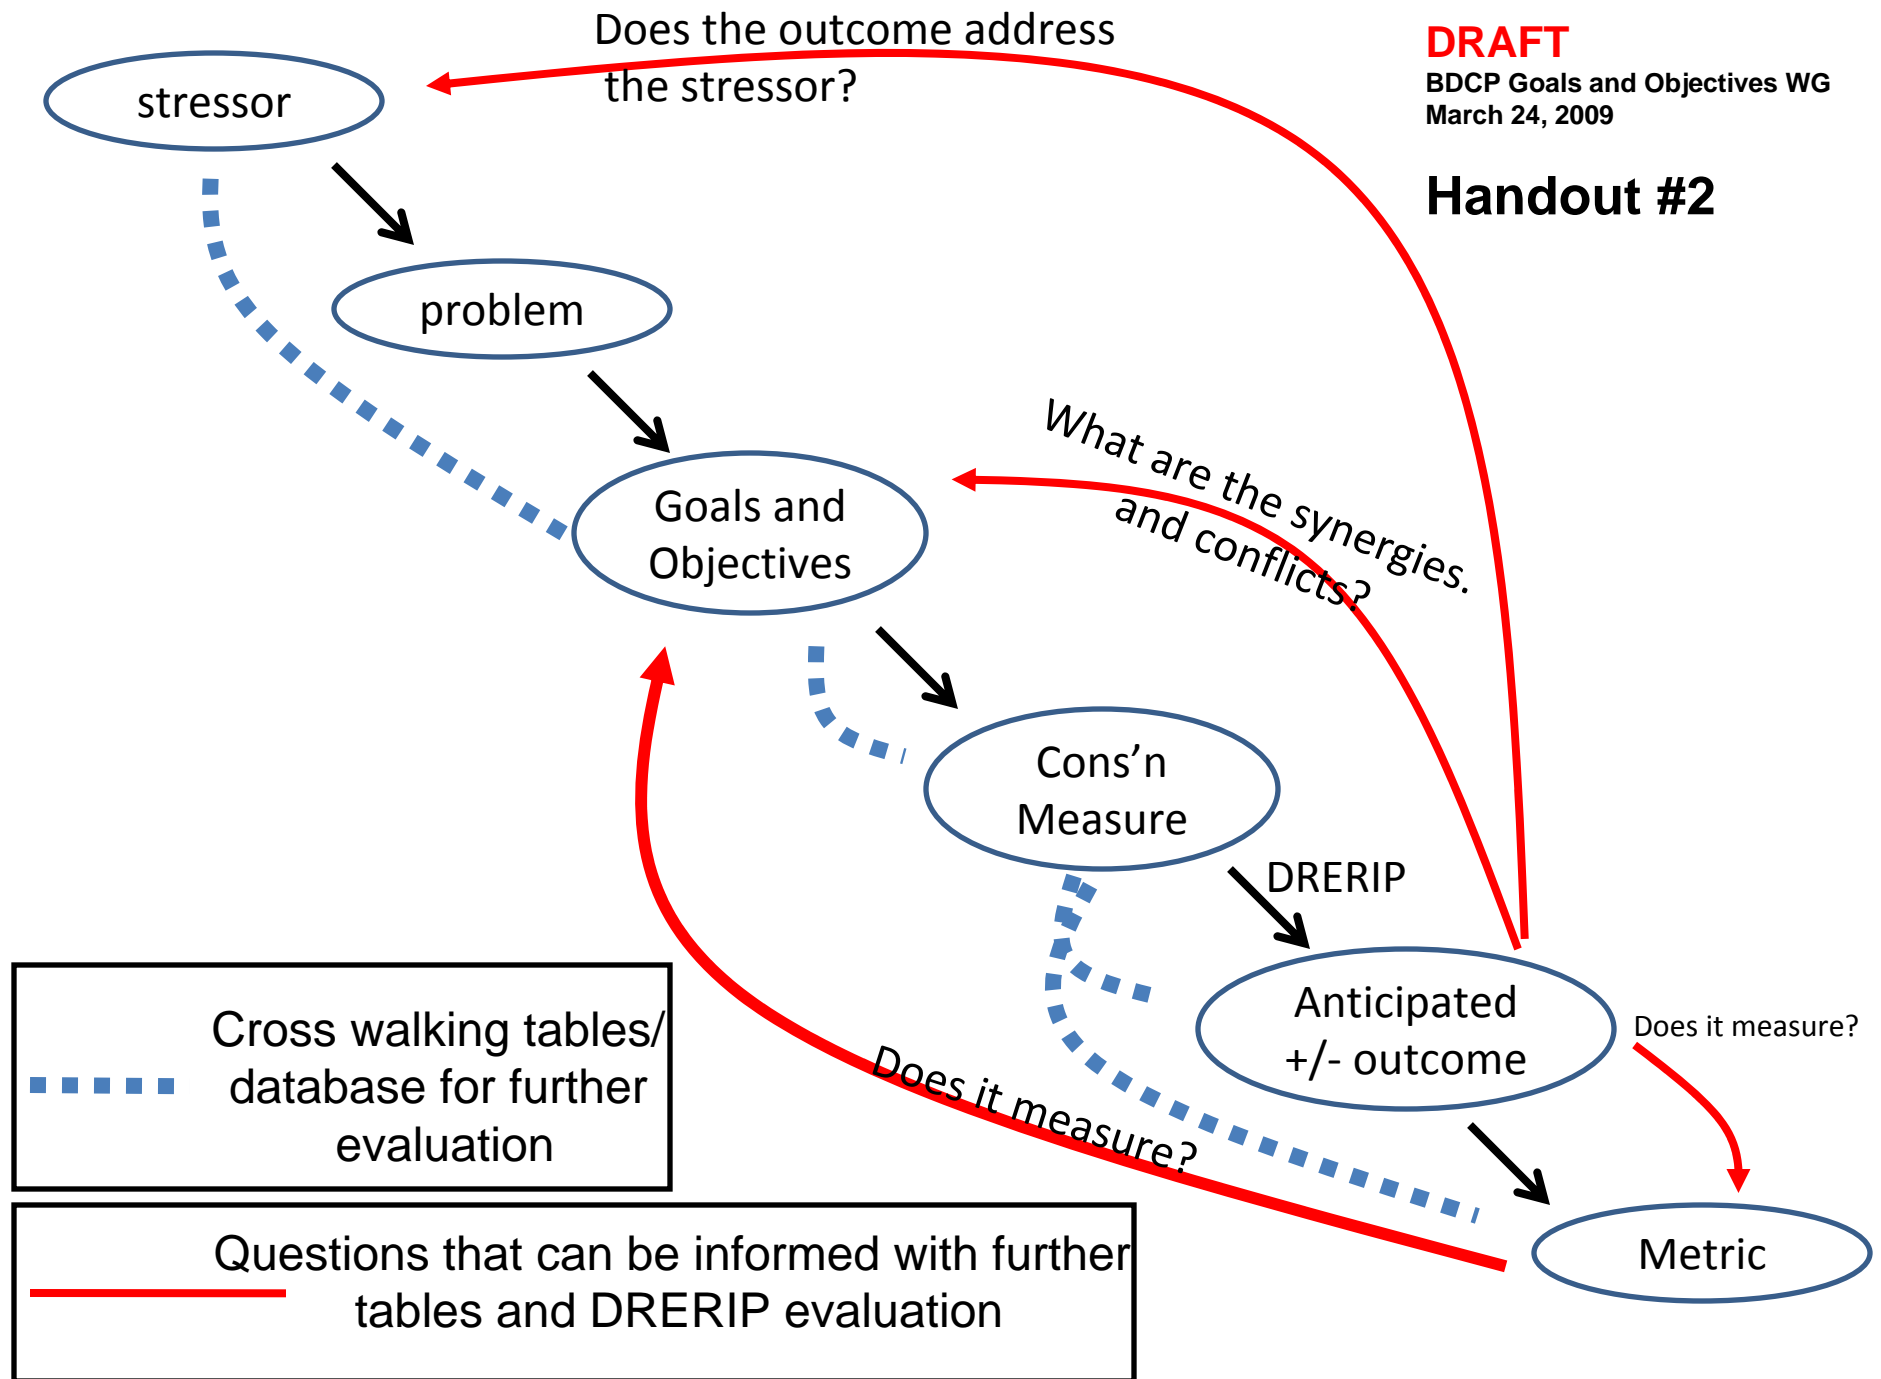 Does the outcome address
the stressor?
DRAFT
BDCP Goals and Objectives WG
March 24, 2009
Handout #2
stressor
problem
Goals and
Objectives
What are the synergies.
and conflicts?
Cons’n
Measure
DRERIP
Anticipated
+/- outcome
Does it measure?
Does it measure?
Metric
Cross walking tables/
database for further
evaluation
Questions that can be informed with further
tables and DRERIP evaluation